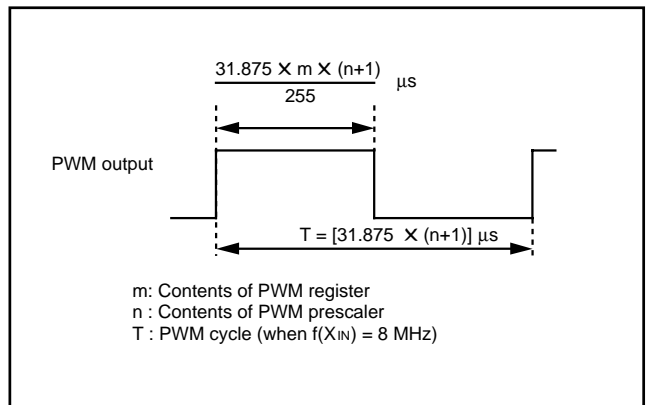 31.875 × m × (n+1)
255
μs
PWM output
T = [31.875 × (n+1)] μs
m: Contents of PWM register
n : Contents of PWM prescaler
T : PWM cycle (when f(XIN) = 8 MHz)